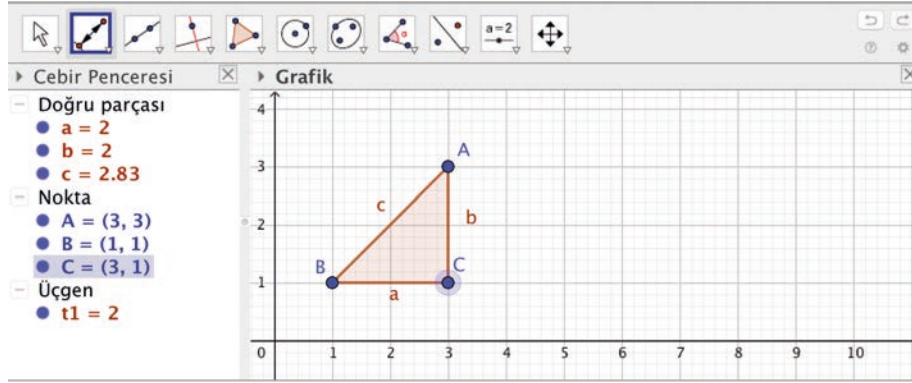 a=2
Cebir Penceresi
Doğru parçası
a = 2
b = 2
c = 2.83
Nokta
A = (3, 3)
B = (1, 1)
C = (3, 1)
Üçgen
t1 = 2
Grafik
4
3
2
1
A
c
b
B
C
a
0 1 2 3 4 5 6 7 8 9 10